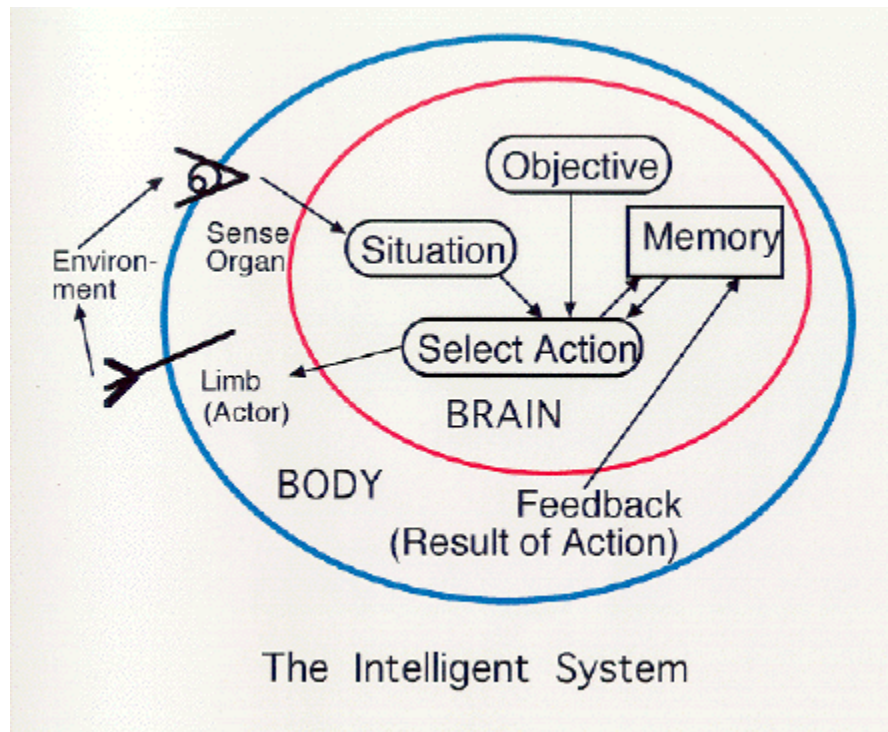 Objective
Memory
Sense
Organ
Situation
Environ-
ment
Select Action
Limb
(Actor)
BRAIN
BODY
Feedback
(Result of Action)
The Intelligent System